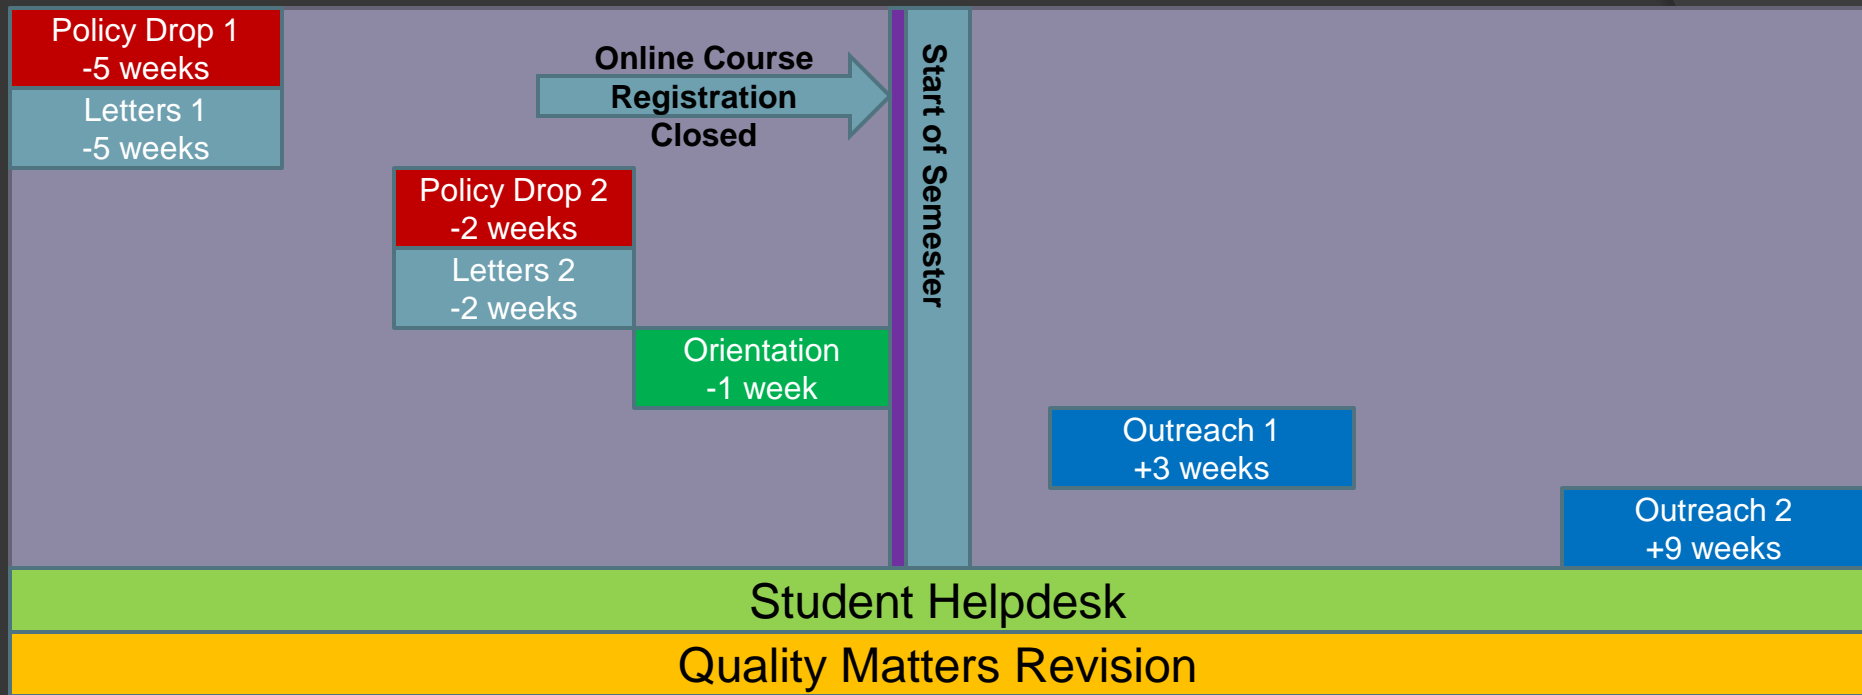 Policy Drop 1
-5 weeks
Letters 1
-5 weeks
Online Course
Registration
Closed
Start of Semester
Policy Drop 2
-2 weeks
Letters 2
-2 weeks
Orientation
-1 week
Outreach 1
+3 weeks
Outreach 2
+9 weeks
Student Helpdesk
Quality Matters Revision